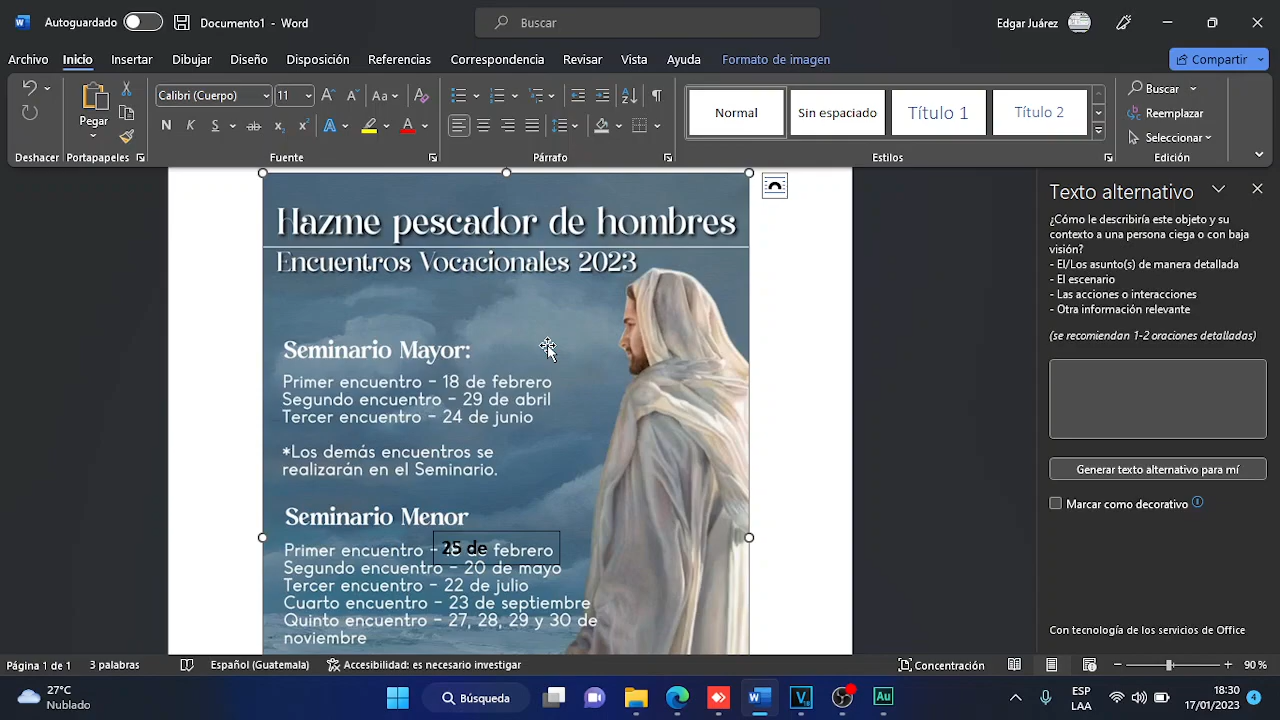 Autoguardado
Documento1 - Word
Buscar
Edgar Juárez
Archivo Inicio Insertar Dibujar Diseño Disposición Referencias Correspondencia Revisar Vista Ayuda Formato de imagen
Compartir
Pegar
Calibri (Cuerpo) 11
Aa
N K S ab x₂ x² A A
Normal
Sin espaciado
Título 1
Título 2
Buscar
Reemplazar
Seleccionar
Deshacer Portapapeles Fuente Párrafo Estilos Edición
Hazme pescador de hombres
Encuentros Vocacionales 2023
Seminario Mayor:
Primer encuentro - 18 de febrero
Segundo encuentro - 29 de abril
Tercer encuentro - 24 de junio
*Los demás encuentros se
realizarán en el Seminario.
Seminario Menor
25 de
Primer encuentro - de febrero
Segundo encuentro - 20 de mayo
Tercer encuentro - 22 de julio
Cuarto encuentro - 23 de septiembre
Quinto encuentro - 27, 28, 29 y 30 de
noviembre
Texto alternativo
¿Cómo le describiría este objeto y su
contexto a una persona ciega o con baja
visión?
- El/Los asunto(s) de manera detallada
- El escenario
- Las acciones o interacciones
- Otra información relevante
(se recomiendan 1-2 oraciones detalladas)
Generar texto alternativo para mí
Marcar como decorativo
Con tecnología de los servicios de Office
Página 1 de 1 3 palabras Español (Guatemala) Accesibilidad: es necesario investigar
Concentración
90 %
27°C
Nublado
Búsqueda
ESP
LAA
18:30
17/01/2023
4